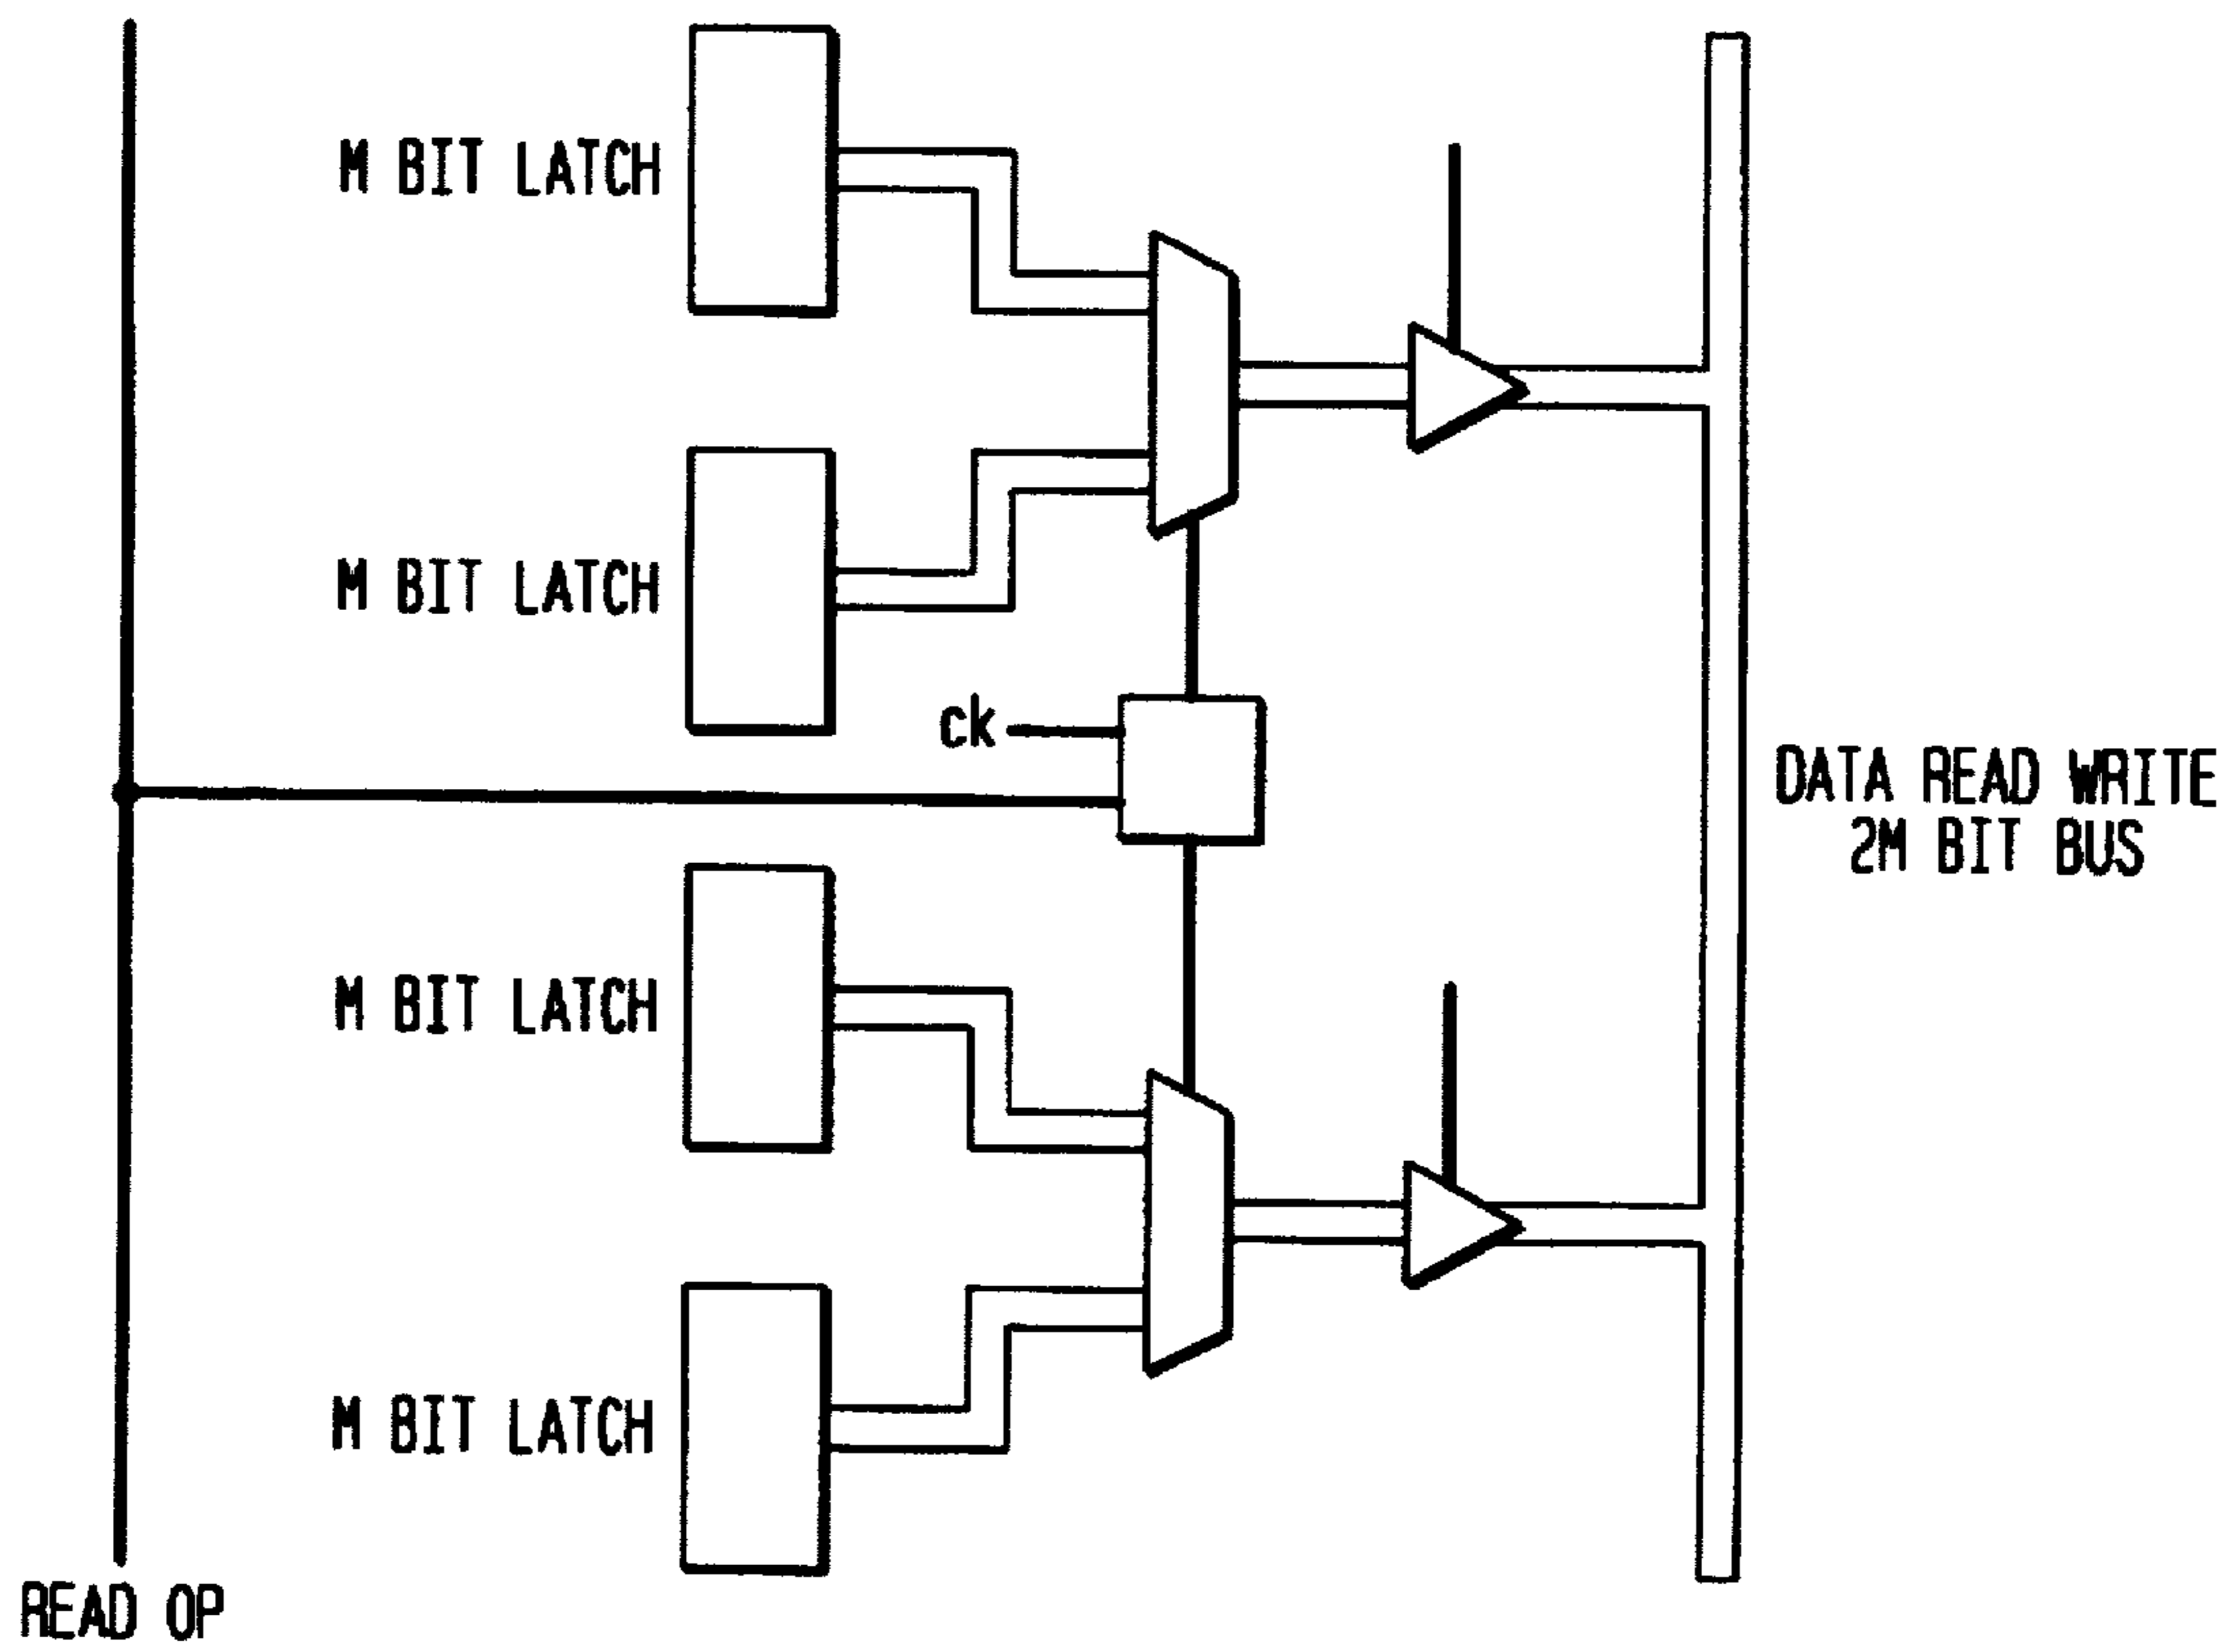 M BIT LATCH
M BIT LATCH
ck
DATA READ WRITE
2M BIT BUS
M BIT LATCH
M BIT LATCH
READ OP